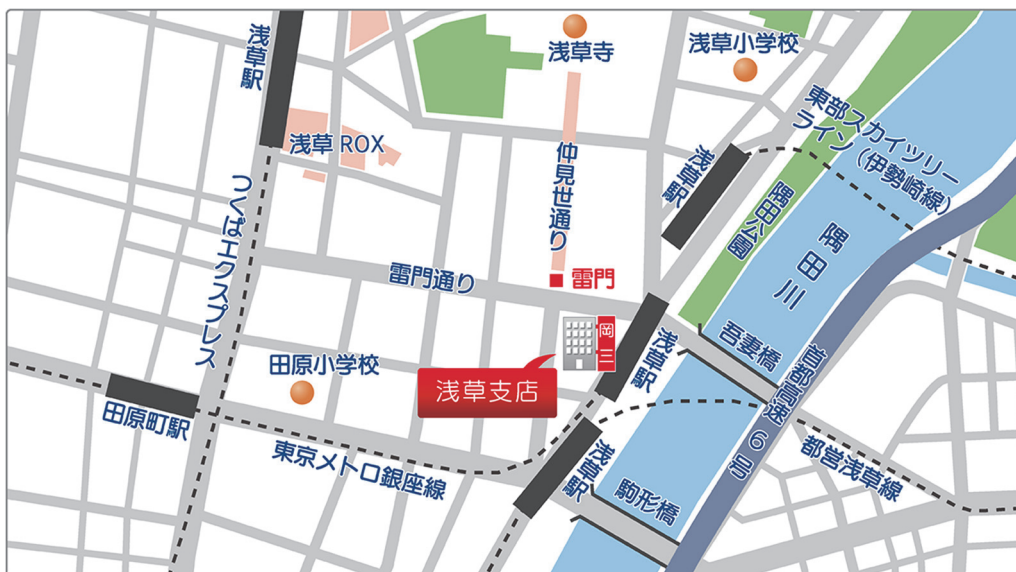 浅草駅
浅草 ROX
つくばエクスプレス
浅草寺
浅草小学校
仲見世通り
雷門
雷門通り
浅草駅
東部スカイツリー
ライン（伊勢崎線）
隅田公園
隅田川
吾妻橋
首都高速 6 号
岡三
浅草支店
浅草駅
田原小学校
田原町駅
東京メトロ銀座線
浅草駅
駒形橋
都営浅草線